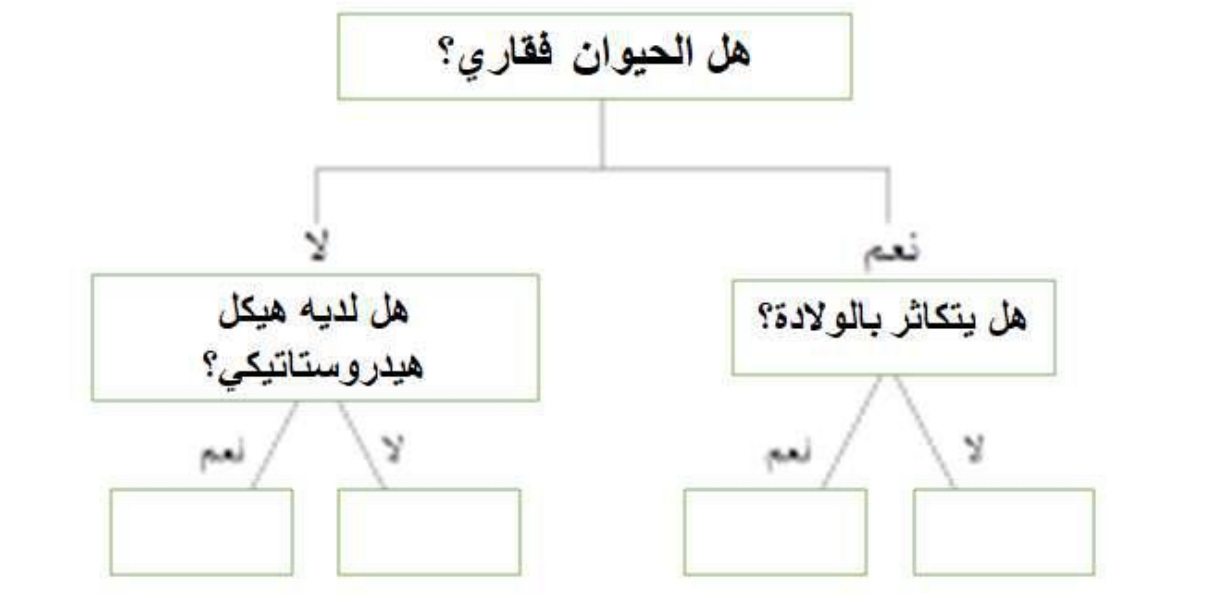 هل الحيوان فقاري؟
نعم
لا
هل يتكاثر بالولادة؟
هل لديه هيكل
هيدروستاتيكي؟
لا
نعم
لا
نعم